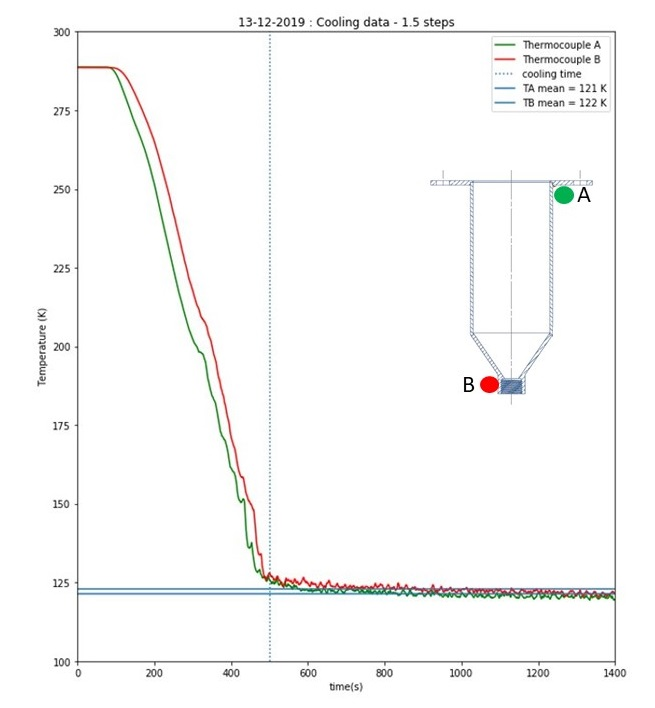 13-12-2019 : Cooling data - 1.5 steps
300
Thermocouple A
Thermocouple B
cooling time
TA mean = 121 K
TB mean = 122 K
275
250
A
225
200
B
175
150
125
100
Temperature (K)
0 200 400 600 800 1000 1200 1400
time(s)